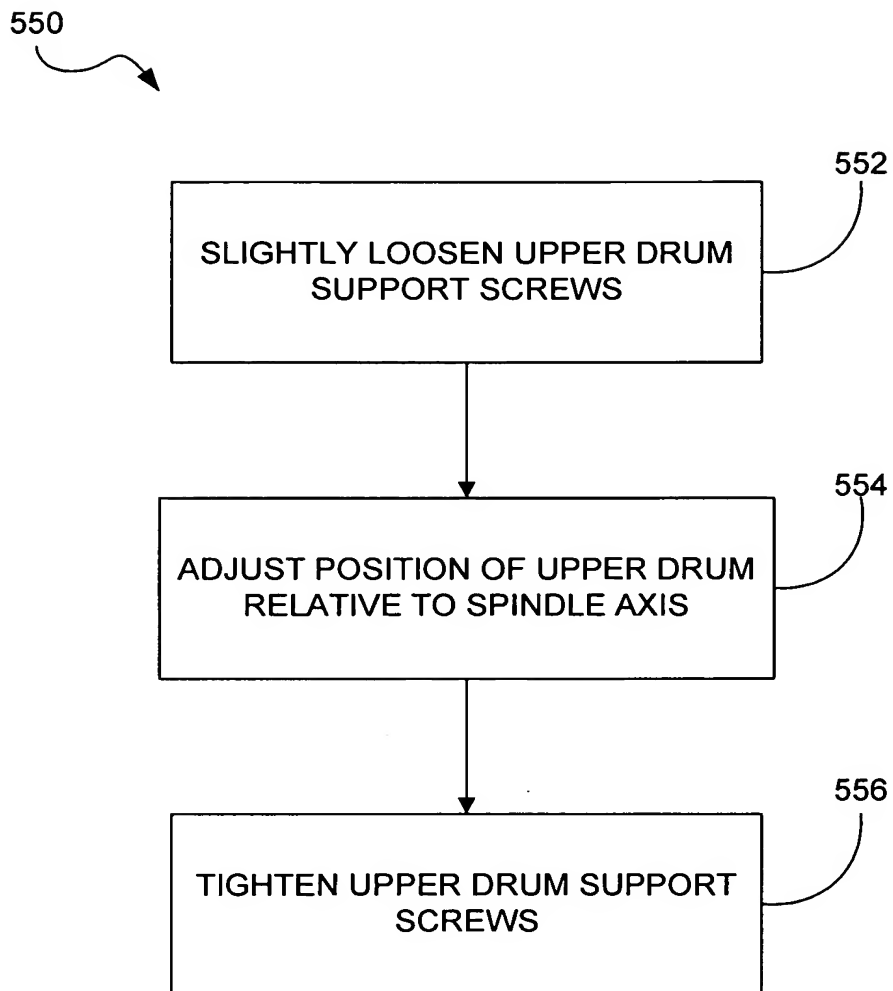 550
552
SLIGHTLY LOOSEN UPPER DRUM
SUPPORT SCREWS
554
ADJUST POSITION OF UPPER DRUM
RELATIVE TO SPINDLE AXIS
556
TIGHTEN UPPER DRUM SUPPORT
SCREWS